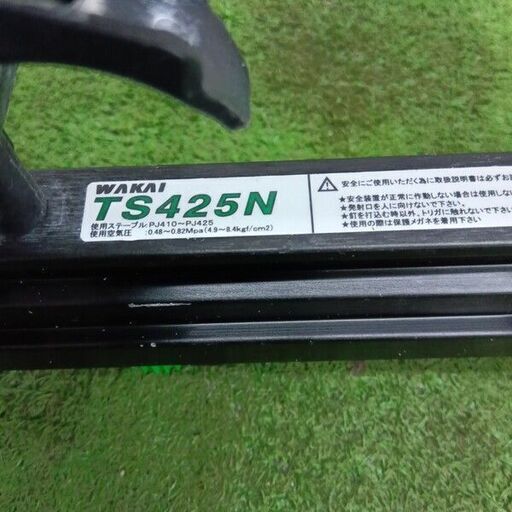 WAKAI
TS425N
使用ステープル:PJ410〜PJ425
使用空気圧:0.48〜0.82Mpa(4.9〜8.4kgf/cm2)
安全にご使用いただく為に取扱説明書は必ずお読
★安全装置が正常に作動しない場合は使用しない
★発射口を人に向けないで下さい。
★釘を打込む時以外、トリガに触れないで下さい。
★使用の際は保護メガネを着用下さい